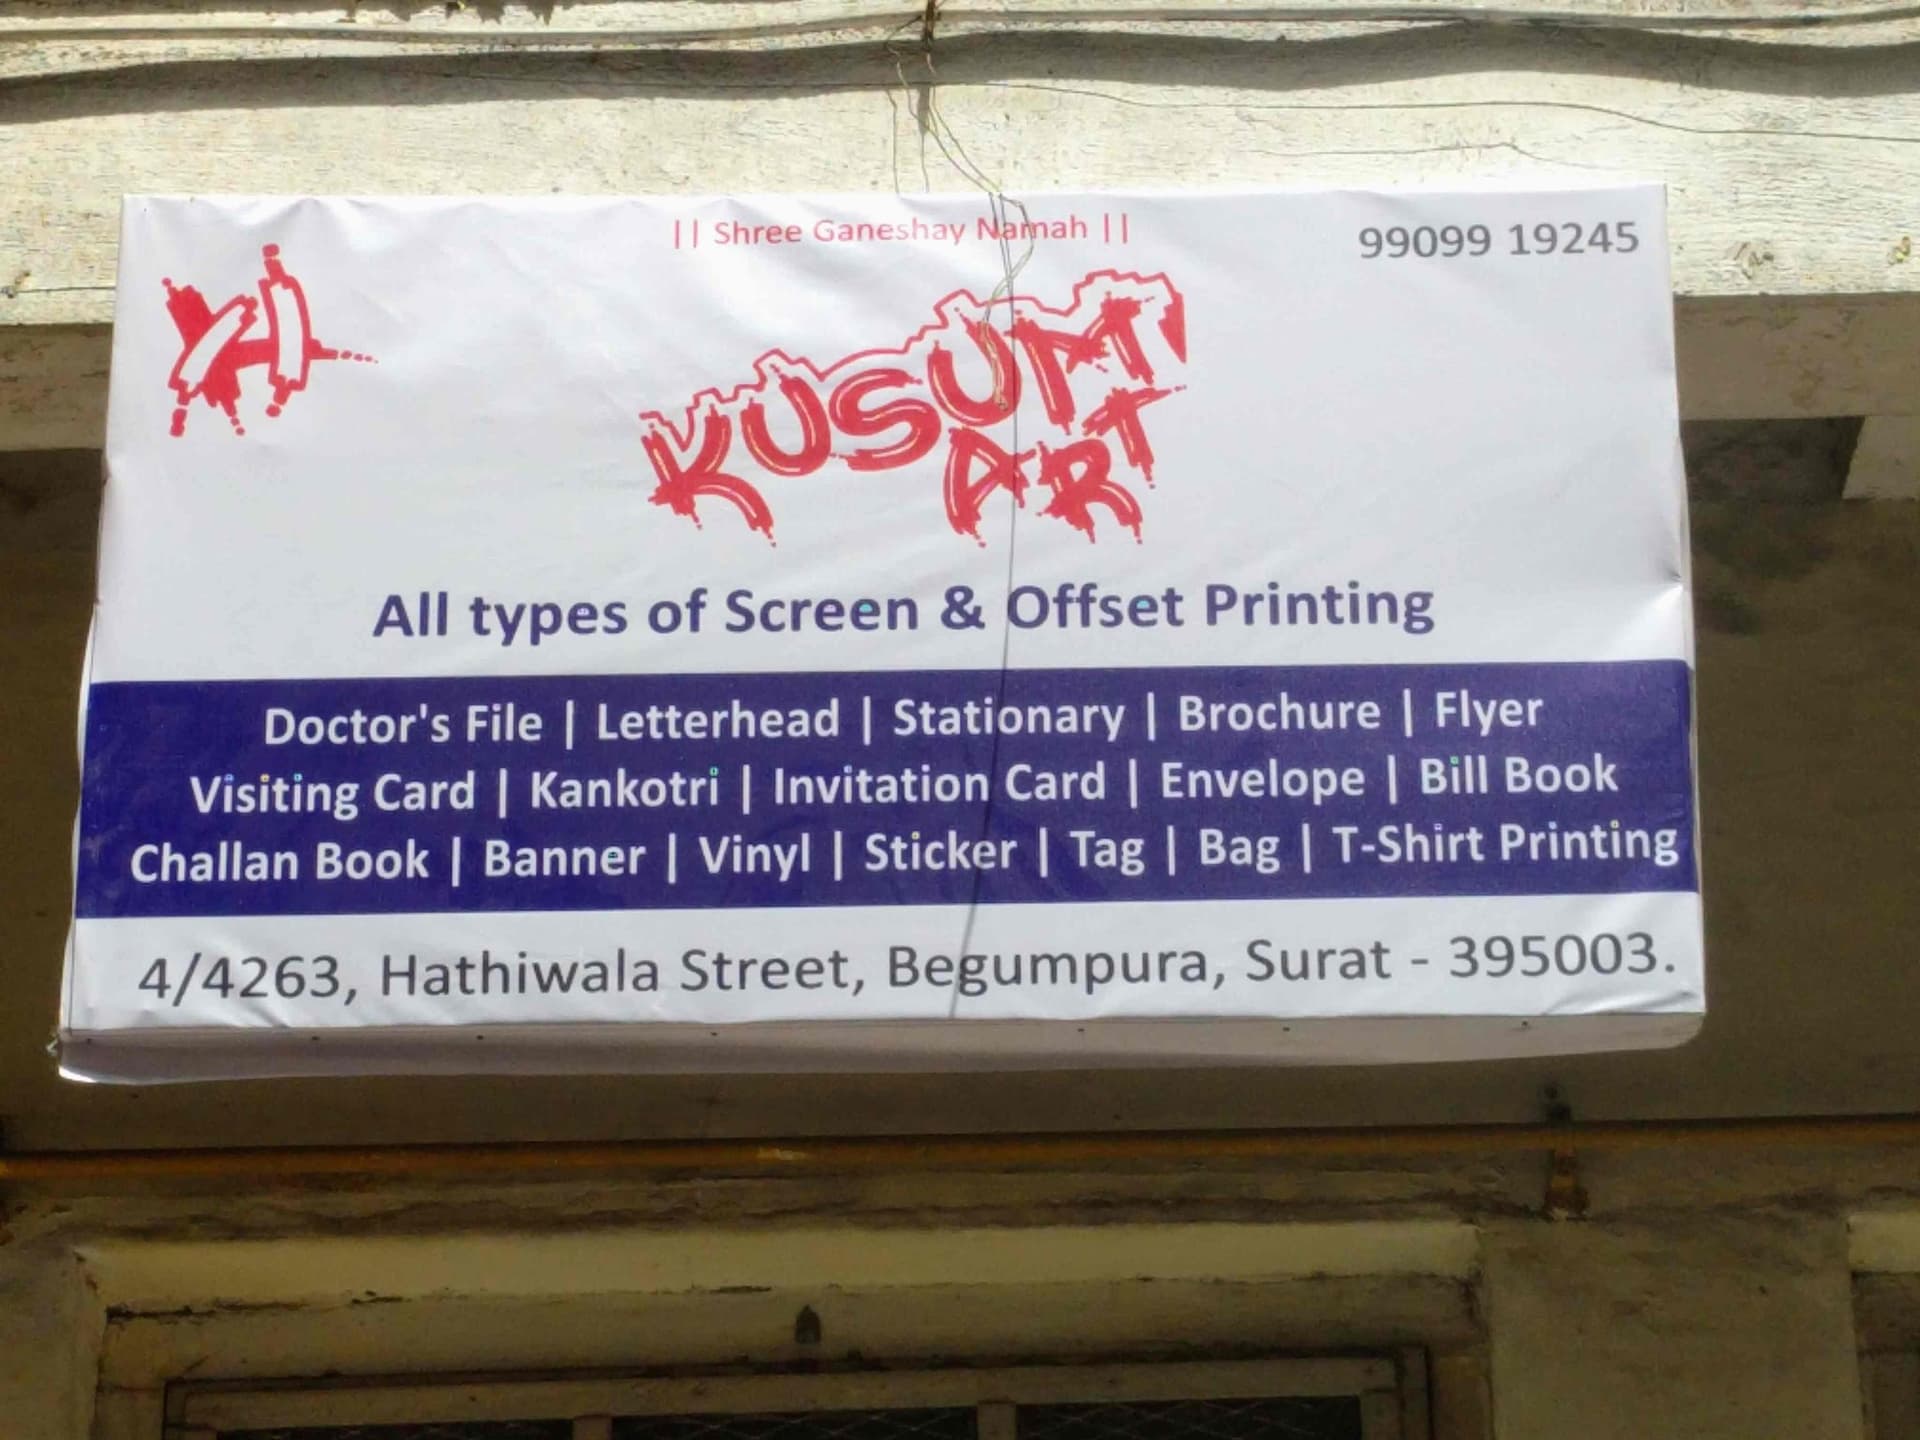 || Shree Ganeshay Namah ||
99099 19245
KUSUM
ART
All types of Screen & Offset Printing
Doctor's File | Letterhead | Stationary | Brochure | Flyer
Visiting Card | Kankotri | Invitation Card | Envelope | Bill Book
Challan Book | Banner | Vinyl | Sticker | Tag | Bag | T-Shirt Printing
4/4263, Hathiwala Street, Begumpura, Surat - 395003.